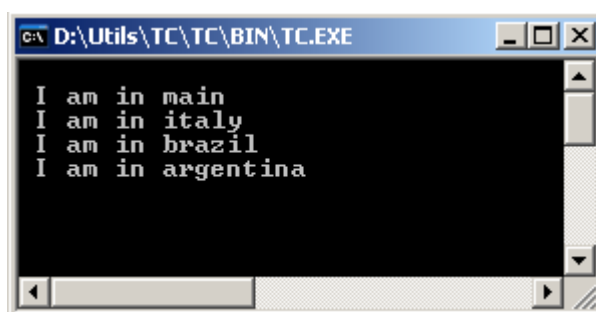 D:\Utils\TC\TC\BIN\TC.EXE
I am in main
I am in italy
I am in brazil
I am in argentina